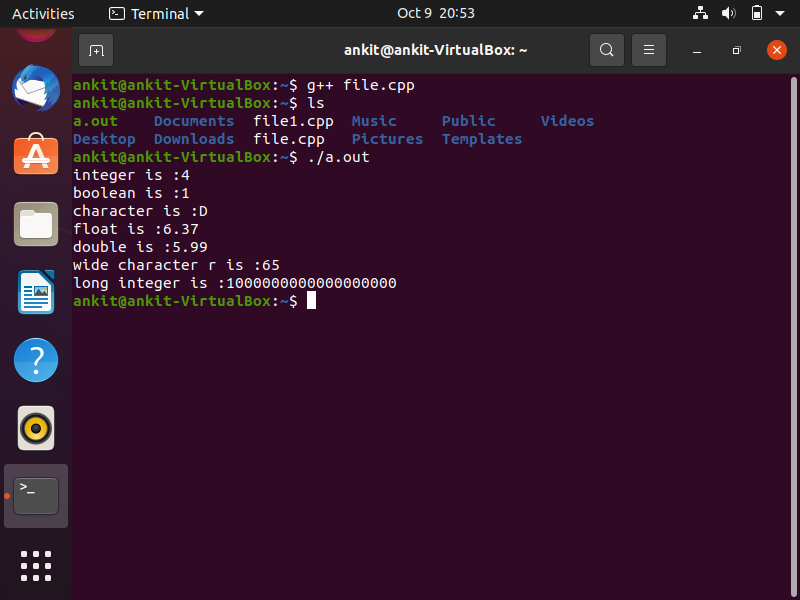 Activities Terminal Oct 9 20:53
ankit@ankit-VirtualBox: ~
ankit@ankit-VirtualBox:~$ g++ file.cpp
ankit@ankit-VirtualBox:~$ ls
a.out Documents file1.cpp Music Public Videos
Desktop Downloads file.cpp Pictures Templates
ankit@ankit-VirtualBox:~$ ./a.out
integer is :4
boolean is :1
character is :D
float is :6.37
double is :5.99
wide character r is :65
long integer is :1000000000000000000
ankit@ankit-VirtualBox:~$